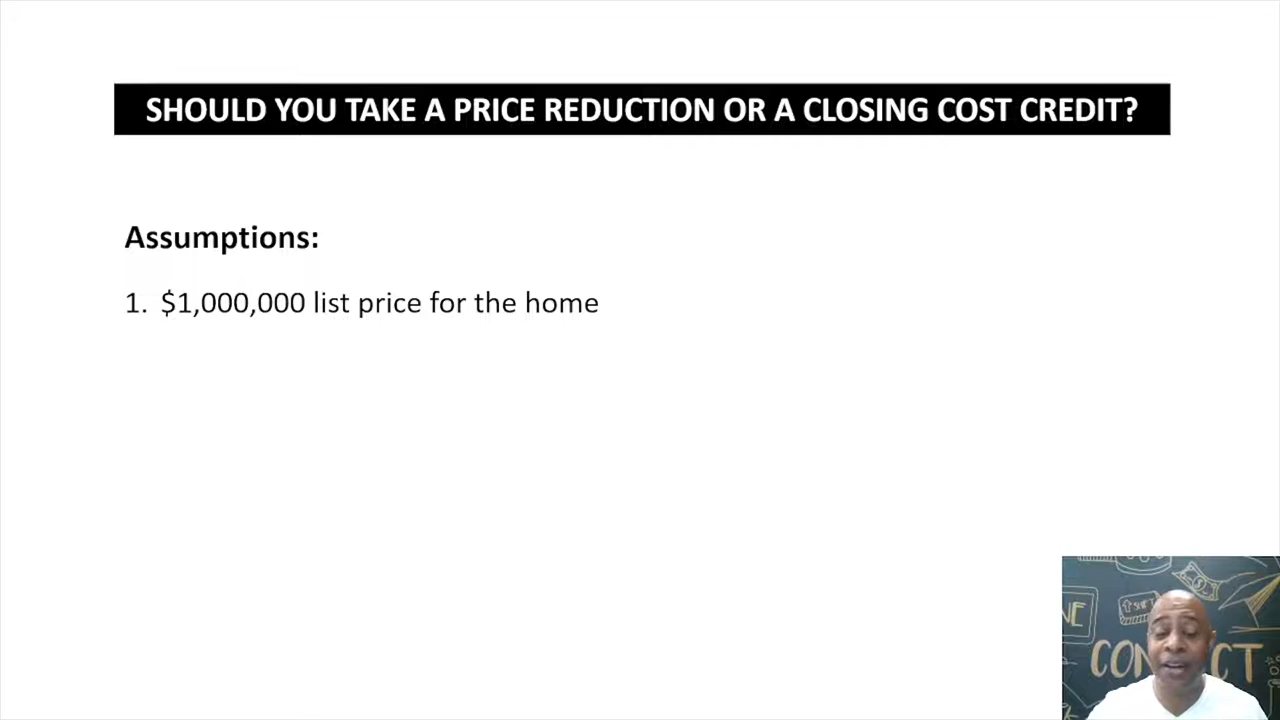 SHOULD YOU TAKE A PRICE REDUCTION OR A CLOSING COST CREDIT?
Assumptions:
1. $1,000,000 list price for the home
SHIFT